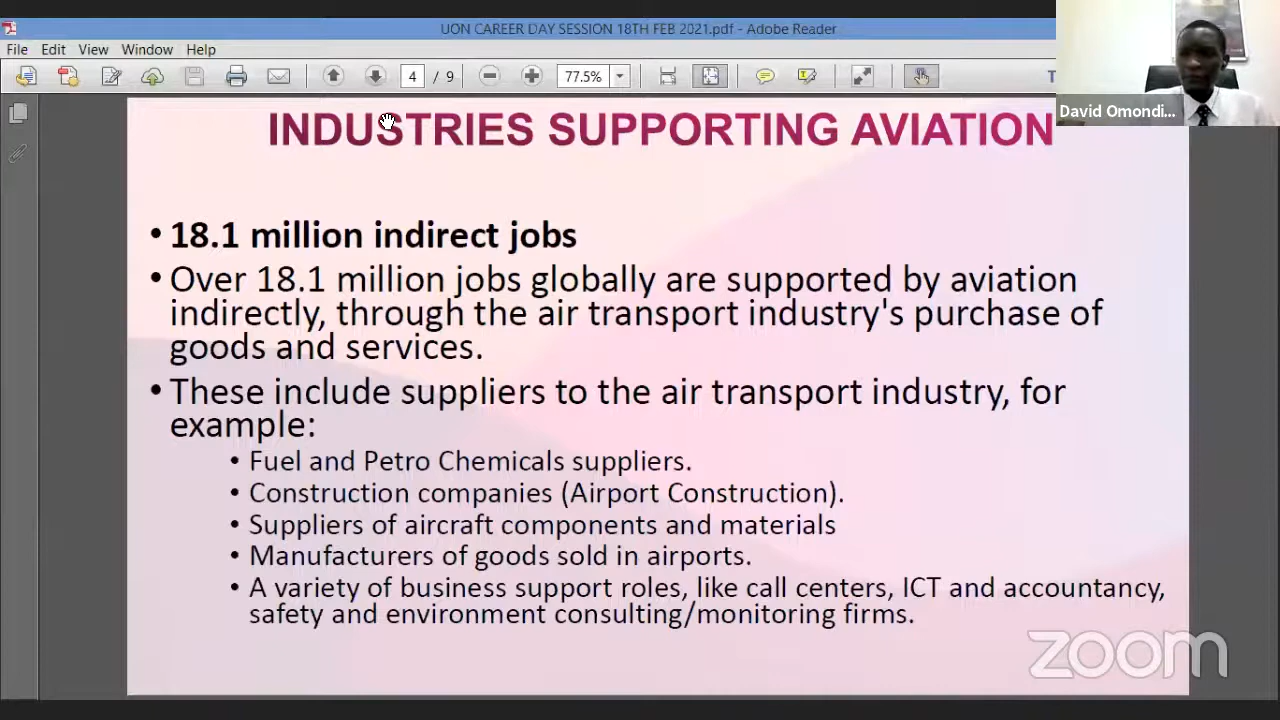 UON CAREER DAY SESSION 18TH FEB 2021.pdf - Adobe Reader
File Edit View Window Help
4 / 9 77.5%
David Omondi...
INDUSTRIES SUPPORTING AVIATION
• 18.1 million indirect jobs
• Over 18.1 million jobs globally are supported by aviation
indirectly, through the air transport industry's purchase of
goods and services.
• These include suppliers to the air transport industry, for
example:
• Fuel and Petro Chemicals suppliers.
• Construction companies (Airport Construction).
• Suppliers of aircraft components and materials
• Manufacturers of goods sold in airports.
• A variety of business support roles, like call centers, ICT and accountancy,
safety and environment consulting/monitoring firms.
zoom